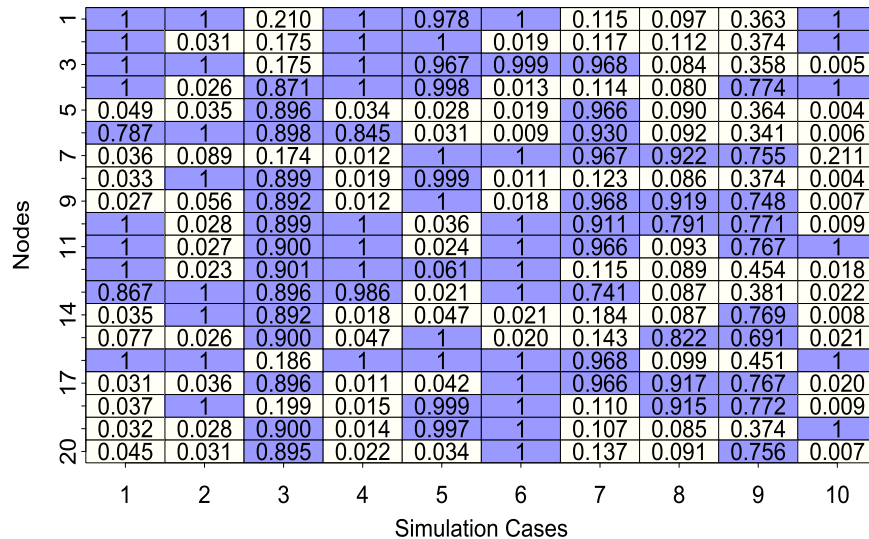 1 1 1 0.210 1 0.978 1 0.115 0.097 0.363 1
1 0.031 0.175 1 1 0.019 0.117 0.112 0.374 1
3 1 1 0.175 1 0.967 0.999 0.968 0.084 0.358 0.005
1 0.026 0.871 1 0.998 0.013 0.114 0.080 0.774 1
5 0.049 0.035 0.896 0.034 0.028 0.019 0.966 0.090 0.364 0.004
0.787 1 0.898 0.845 0.031 0.009 0.930 0.092 0.341 0.006
7 0.036 0.089 0.174 0.012 1 1 0.967 0.922 0.755 0.211
0.033 1 0.899 0.019 0.999 0.011 0.123 0.086 0.374 0.004
9 0.027 0.056 0.892 0.012 1 0.018 0.968 0.919 0.748 0.007
1 0.028 0.899 1 0.036 1 0.911 0.791 0.771 0.009
11 1 0.027 0.900 1 0.024 1 0.966 0.093 0.767 1
1 0.023 0.901 1 0.061 1 0.115 0.089 0.454 0.018
0.867 1 0.896 0.986 0.021 1 0.741 0.087 0.381 0.022
14 0.035 1 0.892 0.018 0.047 0.021 0.184 0.087 0.769 0.008
0.077 0.026 0.900 0.047 1 0.020 0.143 0.822 0.691 0.021
1 1 0.186 1 1 1 0.968 0.099 0.451 1
17 0.031 0.036 0.896 0.011 0.042 1 0.966 0.917 0.767 0.020
0.037 1 0.199 0.015 0.999 1 0.110 0.915 0.772 0.009
0.032 0.028 0.900 0.014 0.997 1 0.107 0.085 0.374 1
20 0.045 0.031 0.895 0.022 0.034 1 0.137 0.091 0.756 0.007
Nodes
1 2 3 4 5 6 7 8 9 10
Simulation Cases